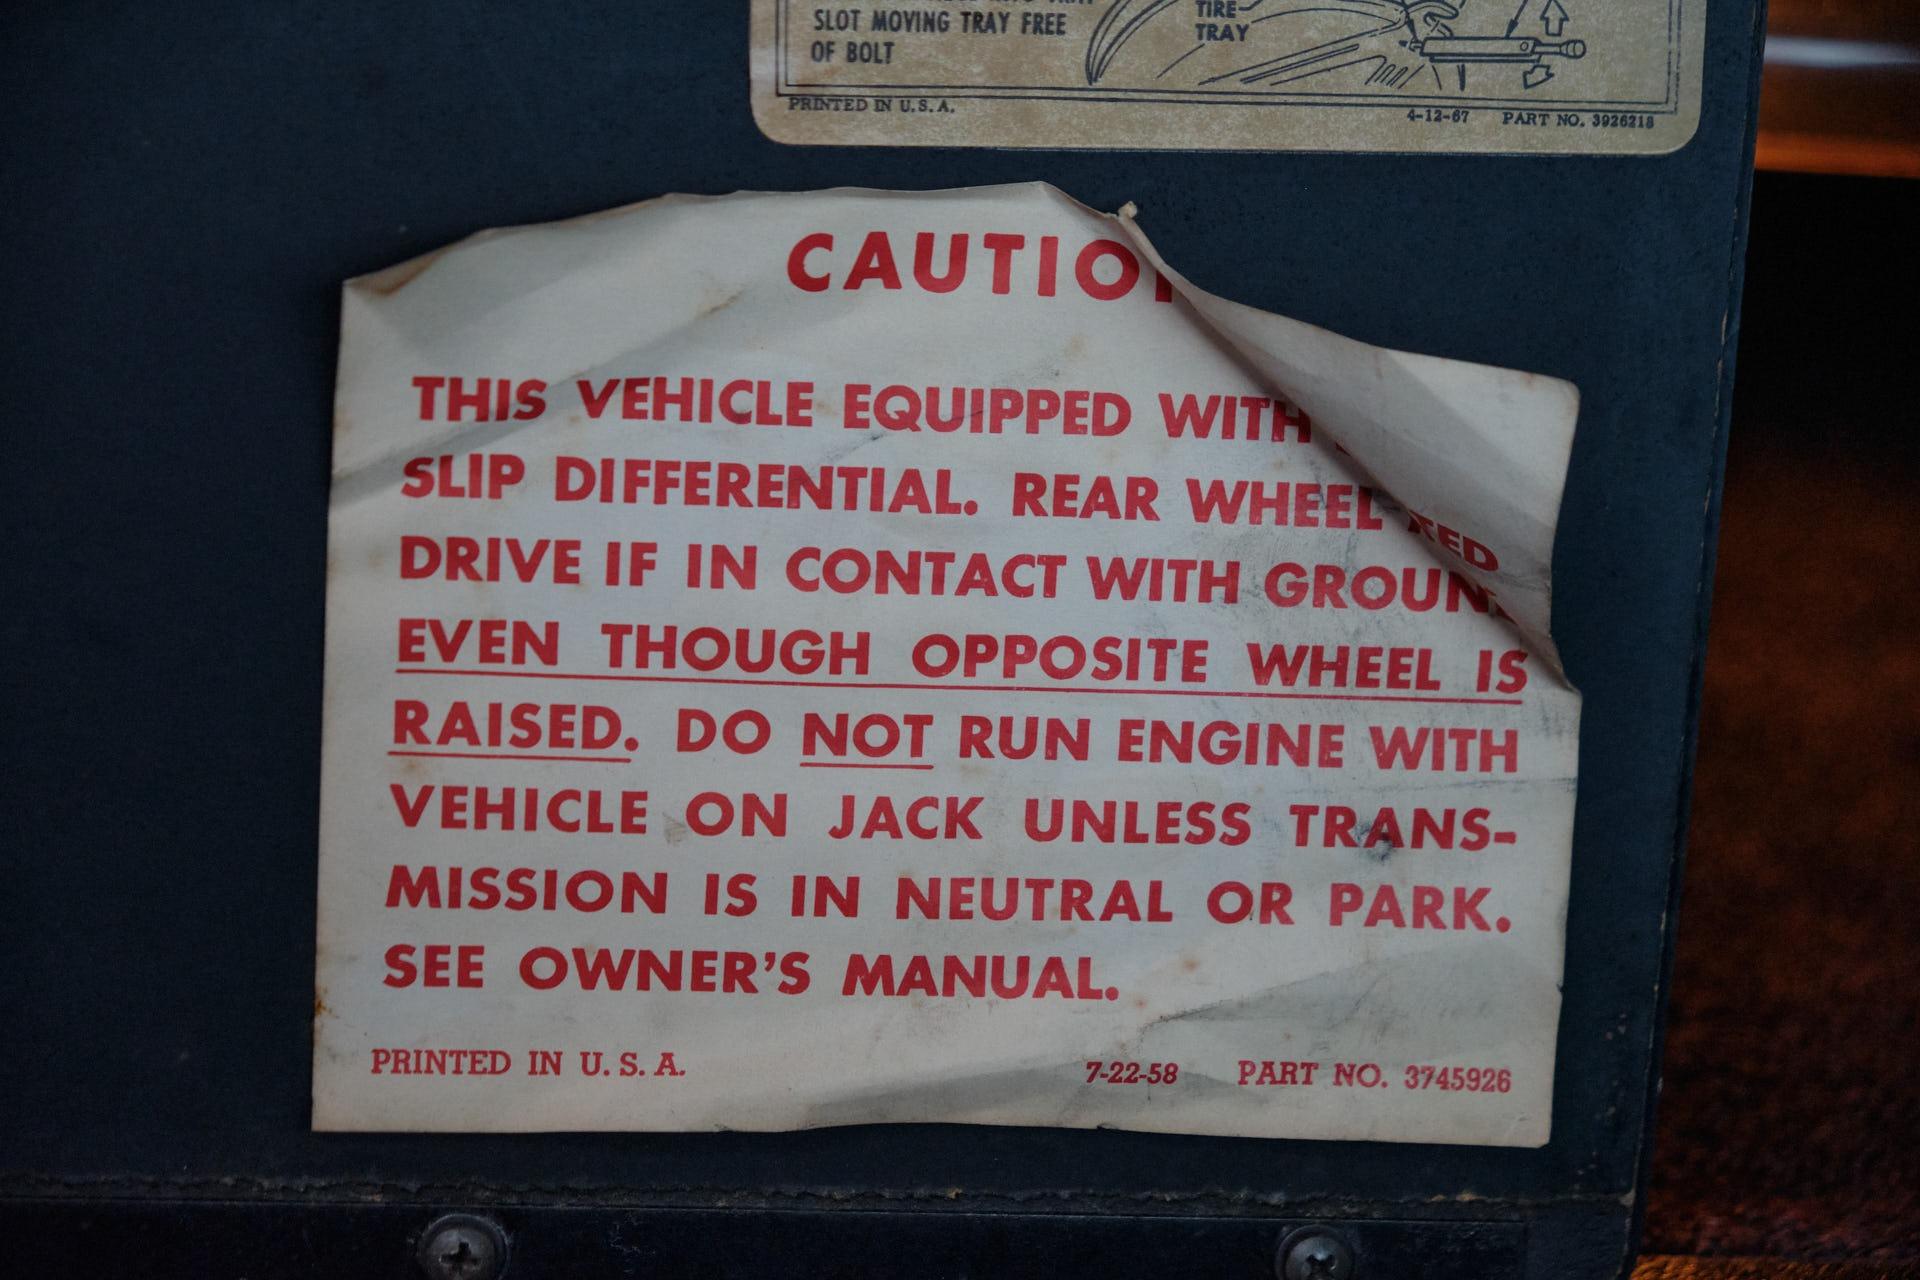 SLOT MOVING TRAY FREE
OF BOLT
TIRE
TRAY
PRINTED IN U.S.A.
4-12-67 PART NO. 3926218
CAUTIO
THIS VEHICLE EQUIPPED WITH
SLIP DIFFERENTIAL. REAR WHEEL
DRIVE IF IN CONTACT WITH GROUND
EVEN THOUGH OPPOSITE WHEEL IS
RAISED. DO NOT RUN ENGINE WITH
VEHICLE ON JACK UNLESS TRANS-
MISSION IS IN NEUTRAL OR PARK.
SEE OWNER'S MANUAL.
PRINTED IN U.S.A.
7-22-58 PART NO. 3745926